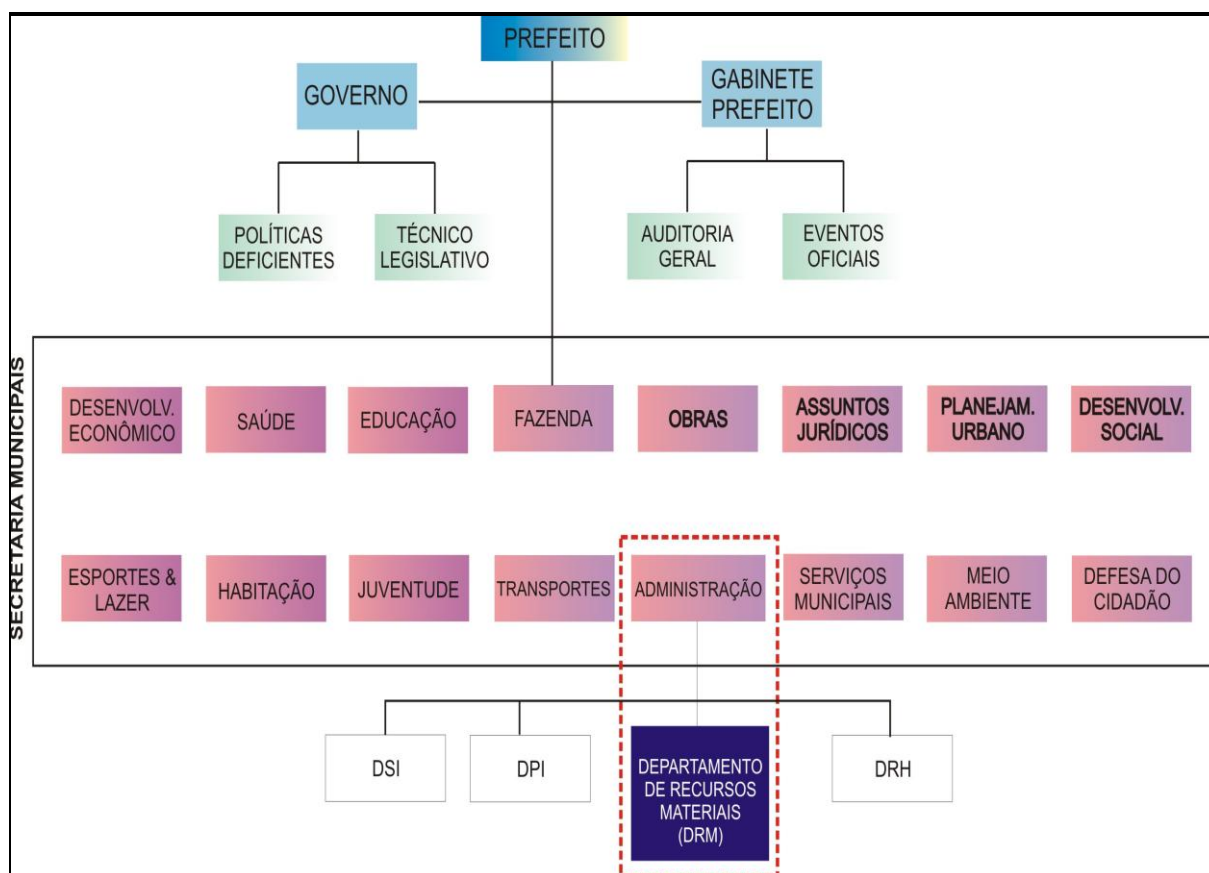 PREFEITO
GOVERNO
GABINETE
PREFEITO
POLÍTICAS
DEFICIENTES
TÉCNICO
LEGISLATIVO
AUDITORIA
GERAL
EVENTOS
OFICIAIS
SECRETARIA MUNICIPAIS
DESENVOLV.
ECONÔMICO
SAÚDE
EDUCAÇÃO
FAZENDA
OBRAS
ASSUNTOS
JURÍDICOS
PLANEJAM.
URBANO
DESENVOLV.
SOCIAL
ESPORTES &
LAZER
HABITAÇÃO
JUVENTUDE
TRANSPORTES
ADMINISTRAÇÃO
SERVIÇOS
MUNICIPAIS
MEIO
AMBIENTE
DEFESA DO
CIDADÃO
DSI
DPI
DEPARTAMENTO
DE RECURSOS
MATERIAIS
(DRM)
DRH